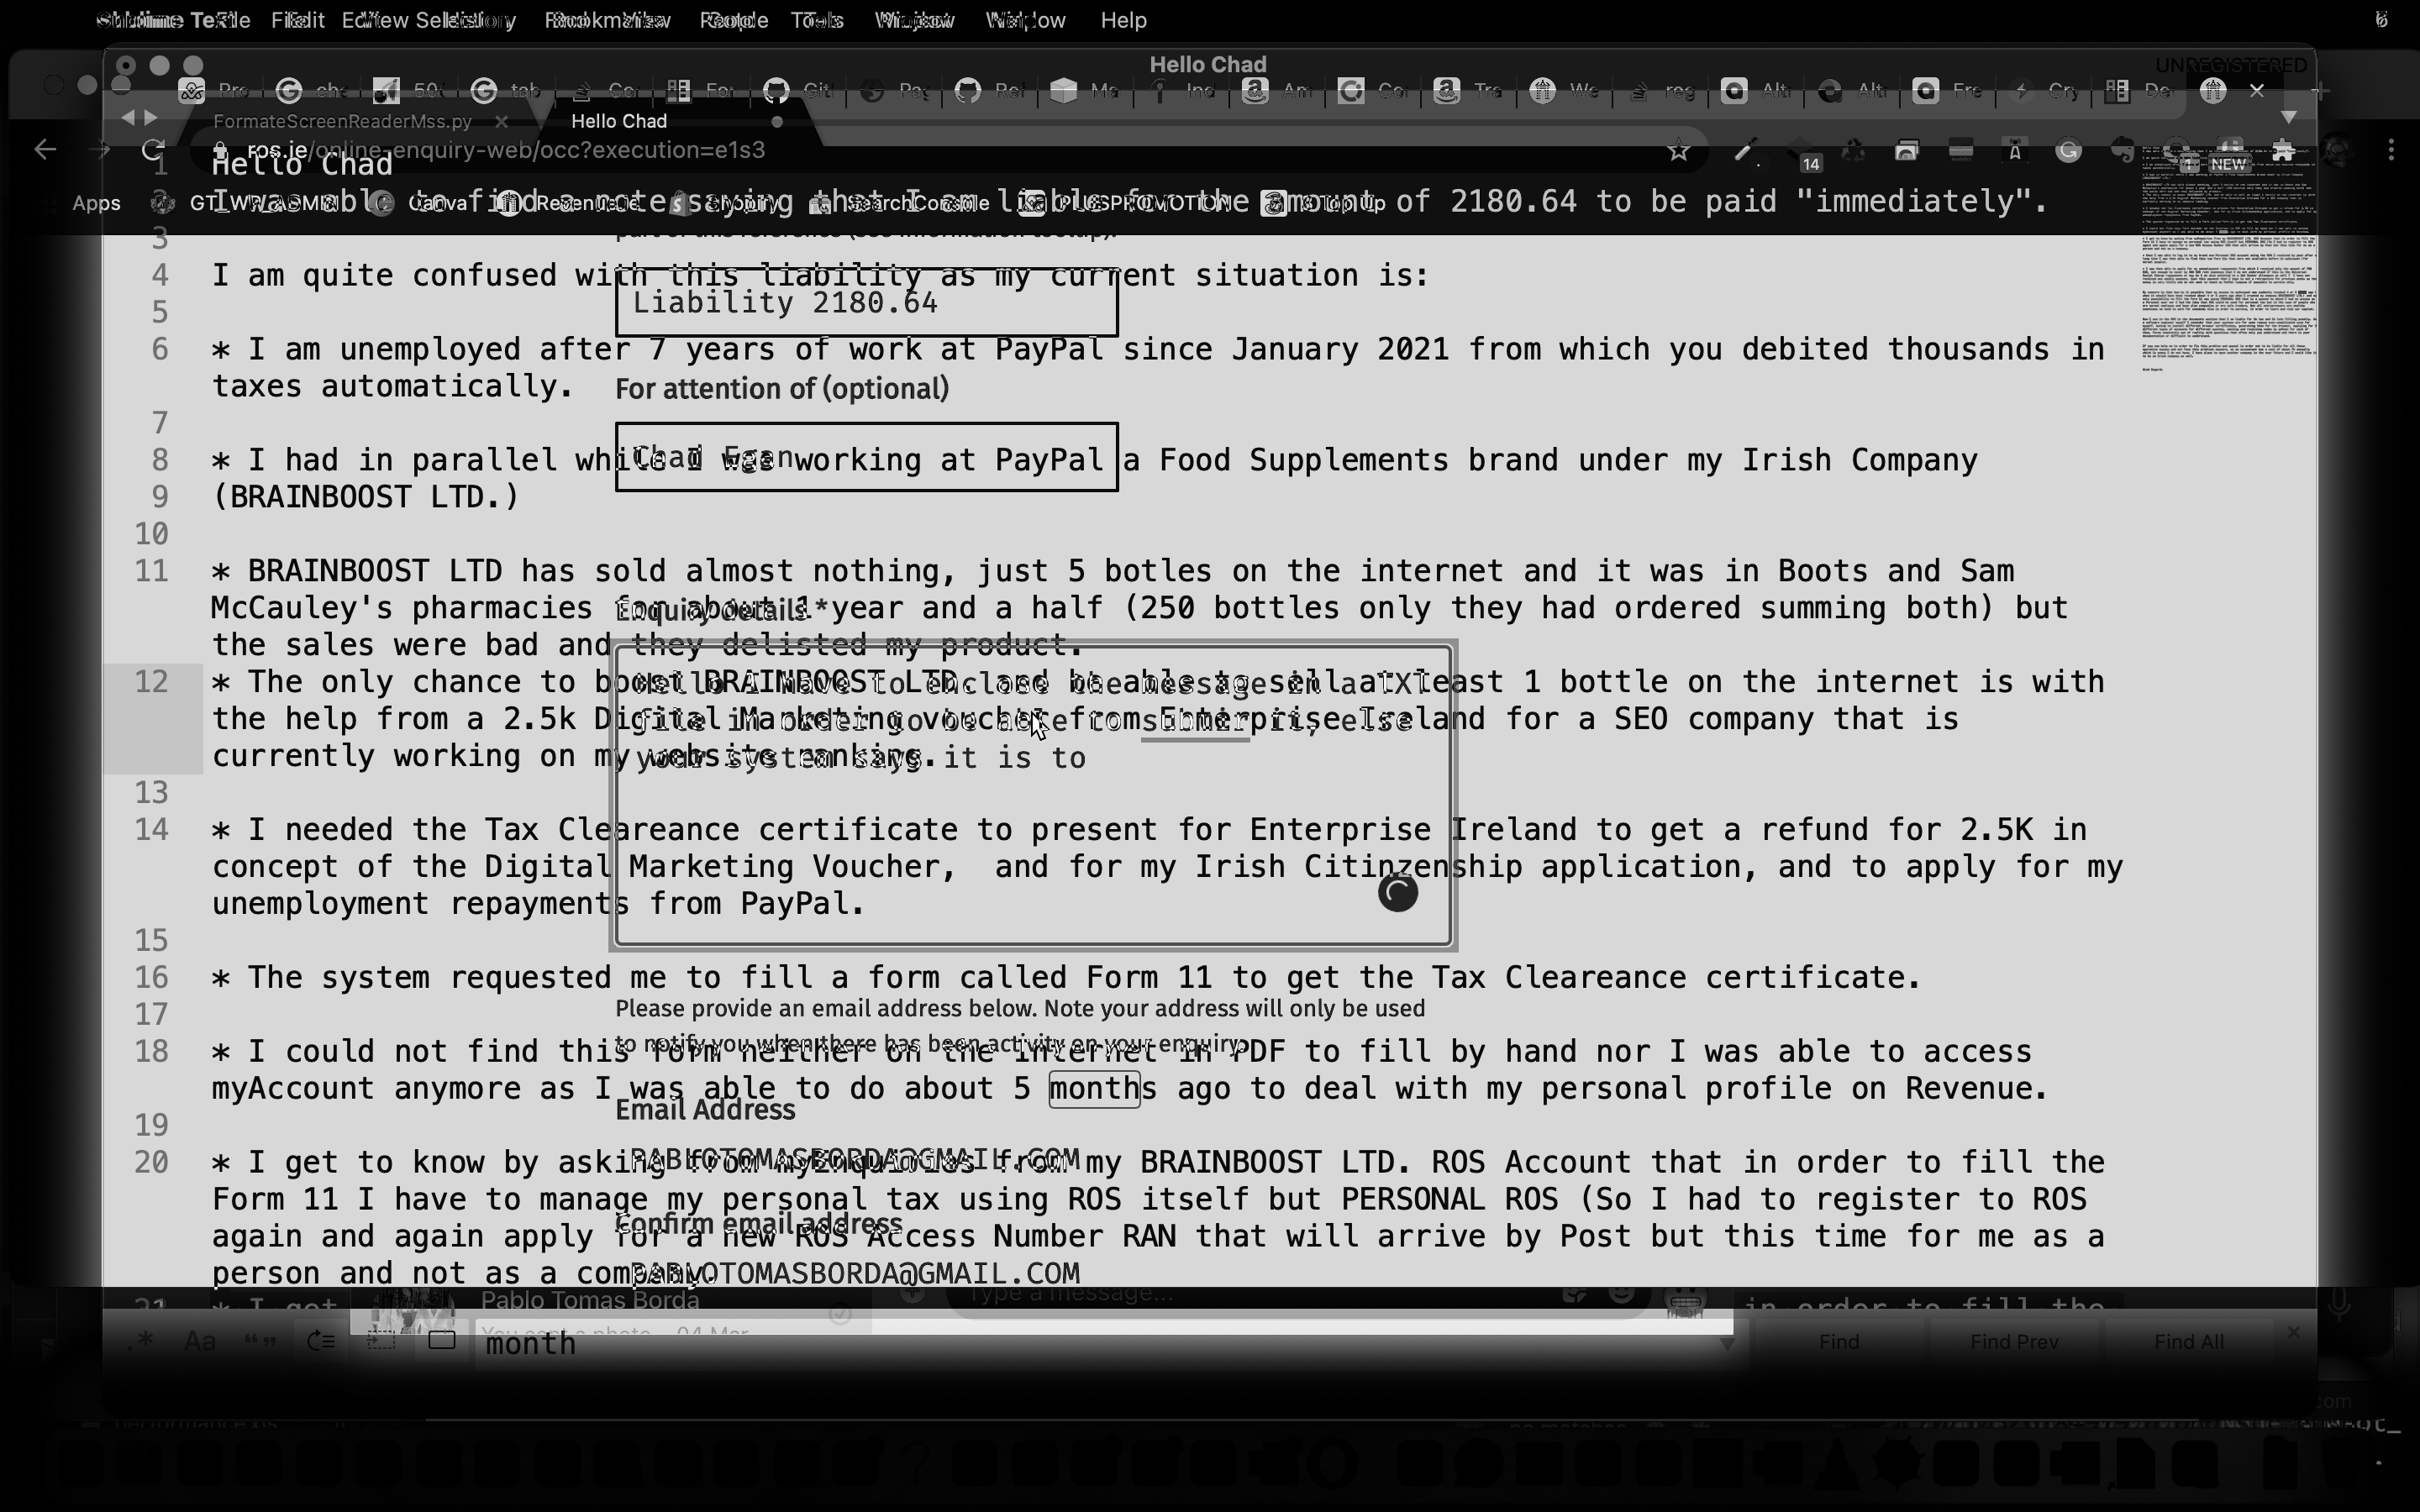 Window
Help
Hello Chad
UNREGISTERED
FormateScreenReaderMss.py
Hello Chad
ros.ie/online-enquiry-web/occ?execution=e1s3
14
1
NEW
1 Hello Chad
Apps
Canva
I was able to find a note saying that I am liable for the amount of 2180.64 to be paid "immediately".
3
4 I am quite confused with this liability as my current situation is:
Liability 2180.64
5
6 * I am unemployed after 7 years of work at PayPal since January 2021 from which you debited thousands in
taxes automatically.
For attention of (optional)
7
8 * I had in parallel while I was working at PayPal a Food Supplements brand under my Irish Company
Chad Egan
9 (BRAINBOOST LTD.)
10
11 * BRAINBOOST LTD has sold almost nothing, just 5 botles on the internet and it was in Boots and Sam
McCauley's pharmacies for about 1 year and a half (250 bottles only they had ordered summing both) but
Enquiry details *
the sales were bad and they delisted my product.
12 * The only chance to boost BRAINBOOST LTD. and be able to sell at least 1 bottle on the internet is with
Hello I have to enclose the message in a TXT
the help from a 2.5k Digital Marketing voucher from Enterprise Ireland for a SEO company that is
file in order to be able to submir it, else
currently working on my website ranking.
your system says it is to
13
14 * I needed the Tax Cleareance certificate to present for Enterprise Ireland to get a refund for 2.5K in
concept of the Digital Marketing Voucher, and for my Irish Citinzenship application, and to apply for my
unemployment repayments from PayPal.
15
16 * The system requested me to fill a form called Form 11 to get the Tax Cleareance certificate.
Please provide an email address below. Note your address will only be used
17
to notify you when there has been activity on your enquiry.
18 * I could not find this form neither on the internet in PDF to fill by hand nor I was able to access
myAccount anymore as I was able to do about 5 months ago to deal with my personal profile on Revenue.
Email Address
19
PABLOTOMASBORDA@GMAIL.COM
20 * I get to know by asking from myEnquiries from my BRAINBOOST LTD. ROS Account that in order to fill the
Form 11 I have to manage my personal tax using ROS itself but PERSONAL ROS (So I had to register to ROS
Confirm email address
again and again apply for a new ROS Access Number RAN that will arrive by Post but this time for me as a
person and not as a company.
PABLOTOMASBORDA@GMAIL.COM
Pablo Tomas Borda
Type a message...
in order to fill the
21 * I get
You sent a photo 04 Mar
Aa
month
Find
Find Prev
Find All